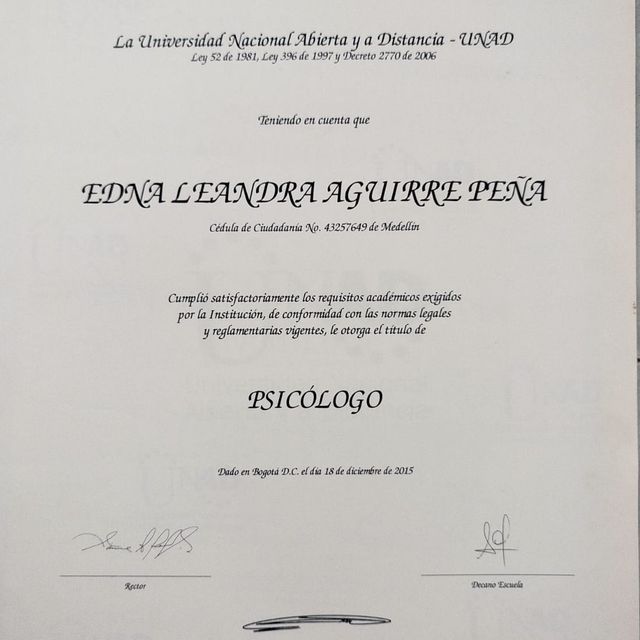 La Universidad Nacional Abierta y a Distancia - UNAD
Ley 52 de 1981, Ley 396 de 1997 y Decreto 2770 de 2006
Teniendo en cuenta que
EDNA LEANDRA AGUIRRE PEÑA
Cédula de Ciudadanía No. 43257649 de Medellín
Cumplió satisfactoriamente los requisitos académicos exigidos
por la Institución, de conformidad con las normas legales
y reglamentarias vigentes, le otorga el título de
PSICÓLOGO
Dado en Bogotá D.C. el día 18 de diciembre de 2015
Rector
Decano Escuela